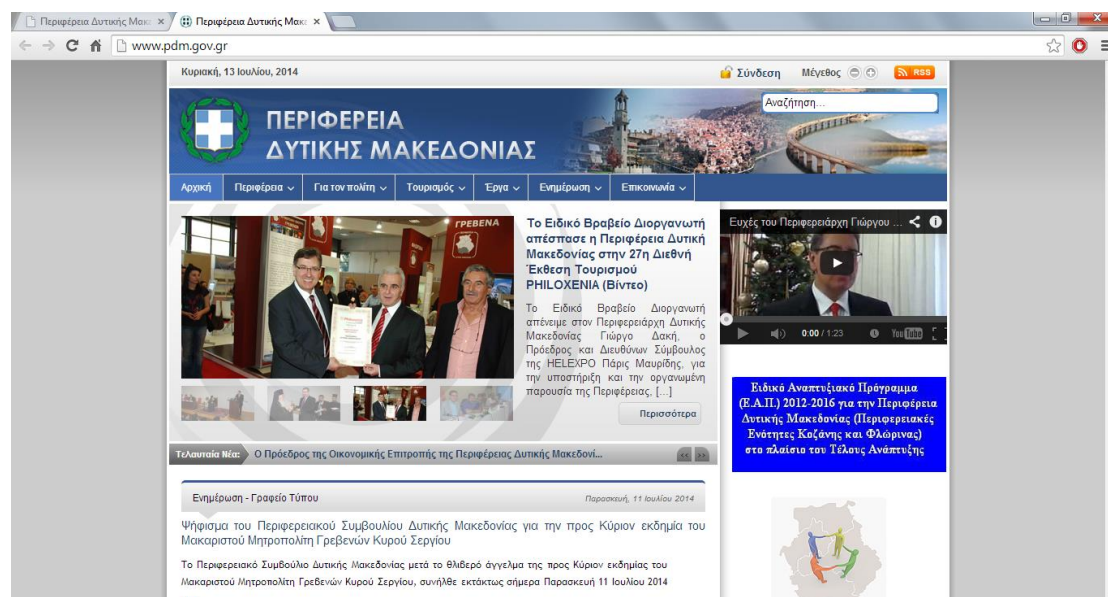 Περιφέρεια Δυτικής Μακε
Περιφέρεια Δυτικής Μακε
www.pdm.gov.gr
Κυριακή, 13 Ιουλίου, 2014
Σύνδεση
Μέγεθος
RSS
ΠΕΡΙΦΕΡΕΙΑ
ΔΥΤΙΚΗΣ ΜΑΚΕΔΟΝΙΑΣ
Αναζήτηση...
Αρχική Περιφέρεια Για τον πολίτη Τουρισμός Έργα Ενημέρωση Επικοινωνία
ΓΡΕΒΕΝΑ
Το Ειδικό Βραβείο Διοργανωτή
απέσπασε η Περιφέρεια Δυτική
Μακεδονίας στην 27η Διεθνή
Έκθεση Τουρισμού
PHILOXENIA (Βίντεο)
Το Ειδικό Βραβείο Διοργανωτή
απένειμε στον Περιφερειάρχη Δυτικής
Μακεδονίας Γιώργο Δακή, ο
Πρόεδρος και Διευθύνων Σύμβουλος
της HELEXPO Πάρις Μαυρίδης, για
την υποστήριξη και την οργανωμένη
παρουσία της Περιφέρειας, [...]
Περισσότερα
Τελευταία Νέα:
Ο Πρόεδρος της Οικονομικής Επιτροπής της Περιφέρειας Δυτικής Μακεδονί...
<< >>
Ενημέρωση - Γραφείο Τύπου
Παρασκευή, 11 Ιουλίου 2014
Ψήφισμα του Περιφερειακού Συμβουλίου Δυτικής Μακεδονίας για την προς Κύριον εκδημία του
Μακαριστού Μητροπολίτη Γρεβενών Κυρού Σεργίου
Το Περιφερειακό Συμβούλιο Δυτικής Μακεδονίας μετά το θλιβερό άγγελμα της προς Κύριον εκδημίας του
Μακαριστού Μητροπολίτη Γρεβενών Κυρού Σεργίου, συνήλθε εκτάκτως σήμερα Παρασκευή 11 Ιουλίου 2014
Ευχές του Περιφερειάρχη Γιώργου ...
0:00 / 1:23
YouTube
Ειδικό Αναπτυξιακό Πρόγραμμα
(Ε.Α.Π.) 2012-2016 για την Περιφέρεια
Δυτικής Μακεδονίας (Περιφερειακές
Ενότητες Κοζάνης και Φλώρινας)
στο πλαίσιο του Τέλους Ανάπτυξης